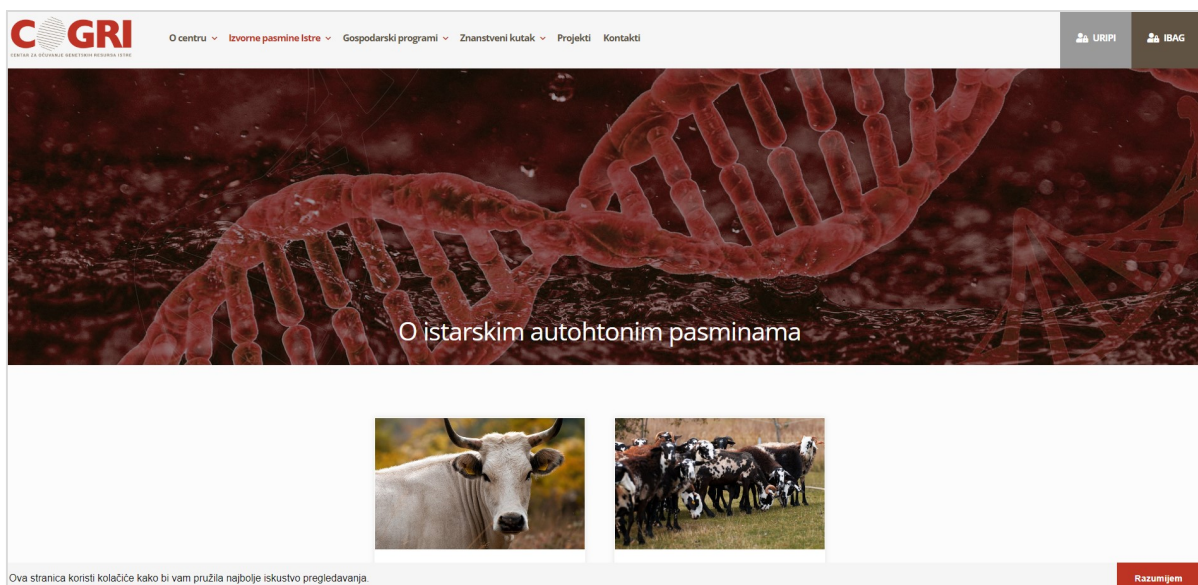 COGRI
CENTAR ZA OČUVANJE GENETSKIH RESURSA ISTRE
O centru
Izvorne pasmine Istre
Gospodarski programi
Znanstveni kutak
Projekti
Kontakti
URIPI
IBAG
O istarskim autohtonim pasminama
Ova stranica koristi kolačiće kako bi vam pružila najbolje iskustvo pregledavanja.
Razumijem